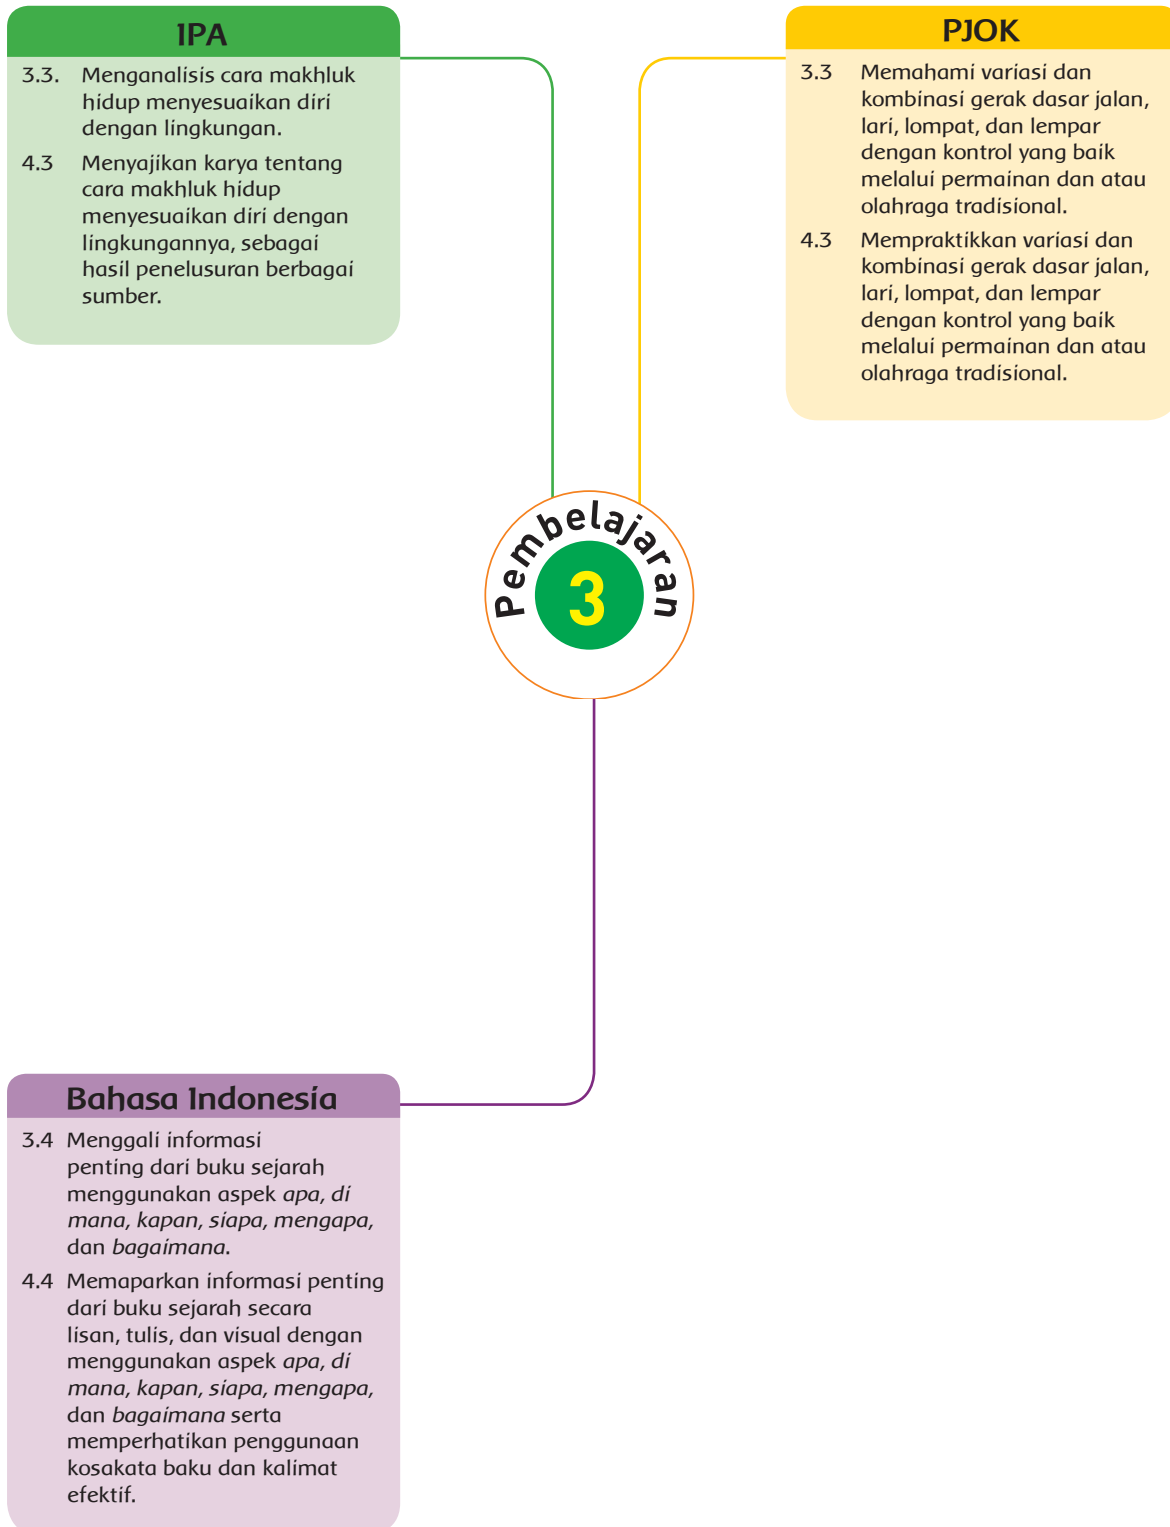 IPA
3.3. Menganalisis cara makhluk
hidup menyesuaikan diri
dengan lingkungan.
4.3 Menyajikan karya tentang
cara makhluk hidup
menyesuaikan diri dengan
lingkungannya, sebagai
hasil penelusuran berbagai
sumber.
PJOK
3.3 Memahami variasi dan
kombinasi gerak dasar jalan,
lari, lompat, dan lempar
dengan kontrol yang baik
melalui permainan dan atau
olahraga tradisional.
4.3 Mempraktikkan variasi dan
kombinasi gerak dasar jalan,
lari, lompat, dan lempar
dengan kontrol yang baik
melalui permainan dan atau
olahraga tradisional.
Pembelajaran
3
Bahasa Indonesia
3.4 Menggali informasi
penting dari buku sejarah
menggunakan aspek apa, di
mana, kapan, siapa, mengapa,
dan bagaimana.
4.4 Memaparkan informasi penting
dari buku sejarah secara
lisan, tulis, dan visual dengan
menggunakan aspek apa, di
mana, kapan, siapa, mengapa,
dan bagaimana serta
memperhatikan penggunaan
kosakata baku dan kalimat
efektif.